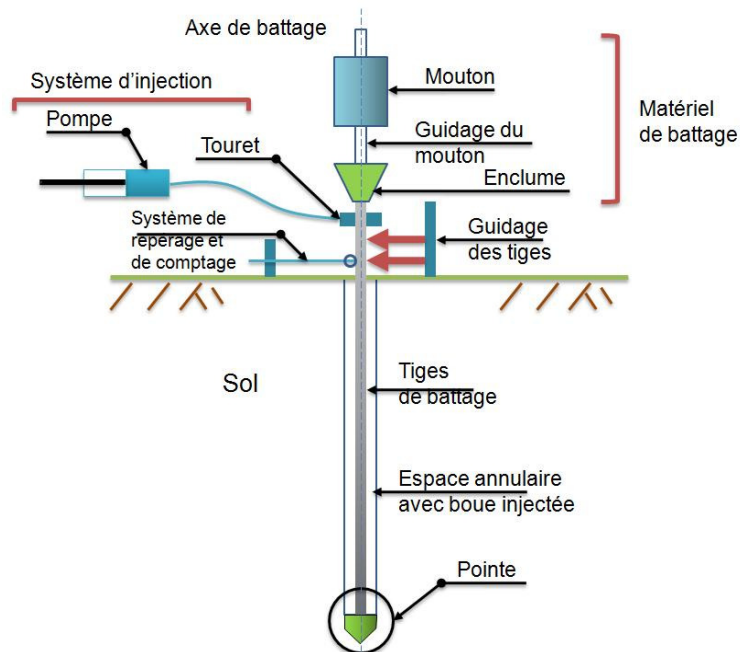 Axe de battage
Système d'injection
Pompe
Touret
Mouton
Guidage du
mouton
Enclume
Matériel
de battage
Système de
repérage et
de comptage
Guidage
des tiges
Sol
Tiges
de battage
Espace annulaire
avec boue injectée
Pointe